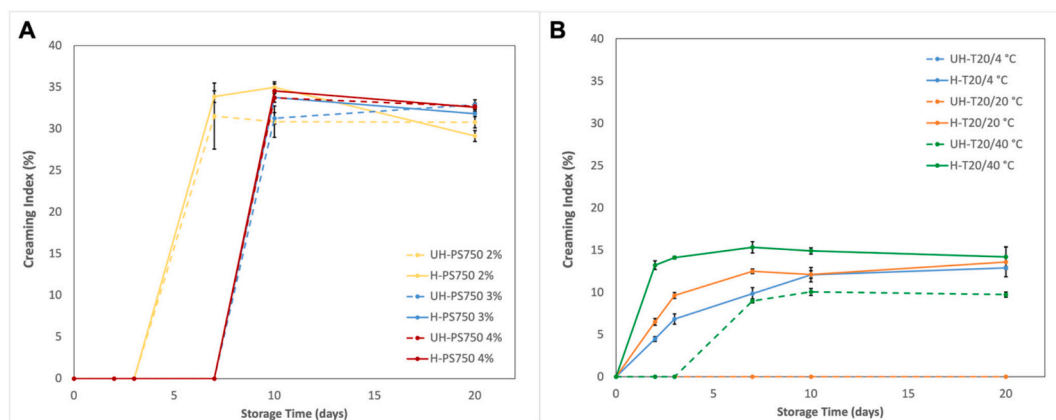 A
40
35
30
25
20
15
10
5
0
Creaming Index (%)
0
5
10
15
20
Storage Time (days)
UH-PS750 2%
H-PS750 2%
UH-PS750 3%
H-PS750 3%
UH-PS750 4%
H-PS750 4%
B
40
35
30
25
20
15
10
5
0
Creaming Index (%)
0
5
10
15
20
Storage Time (days)
UH-T20/4 °C
H-T20/4 °C
UH-T20/20 °C
H-T20/20 °C
UH-T20/40 °C
H-T20/40 °C